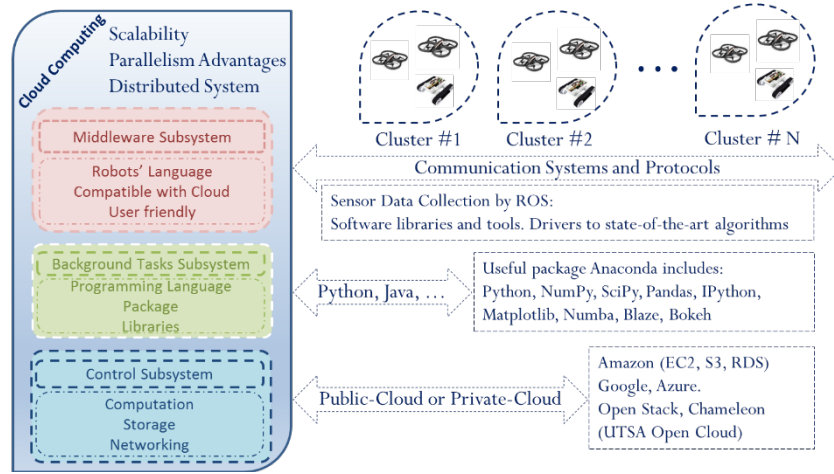 Cloud Computing
Scalability
Parallelism Advantages
Distributed System
Cluster #1
Cluster #2
Cluster # N
Middleware Subsystem
Robots' Language
Compatible with Cloud
User friendly
Communication Systems and Protocols
Sensor Data Collection by ROS:
Software libraries and tools. Drivers to state-of-the-art algorithms
Background Tasks Subsystem
Programming Language
Package
Libraries
Python, Java, …
Useful package Anaconda includes:
Python, NumPy, SciPy, Pandas, IPython,
Matplotlib, Numba, Blaze, Bokeh
Control Subsystem
Computation
Storage
Networking
Public-Cloud or Private-Cloud
Amazon (EC2, S3, RDS)
Google, Azure.
Open Stack, Chameleon
(UTSA Open Cloud)